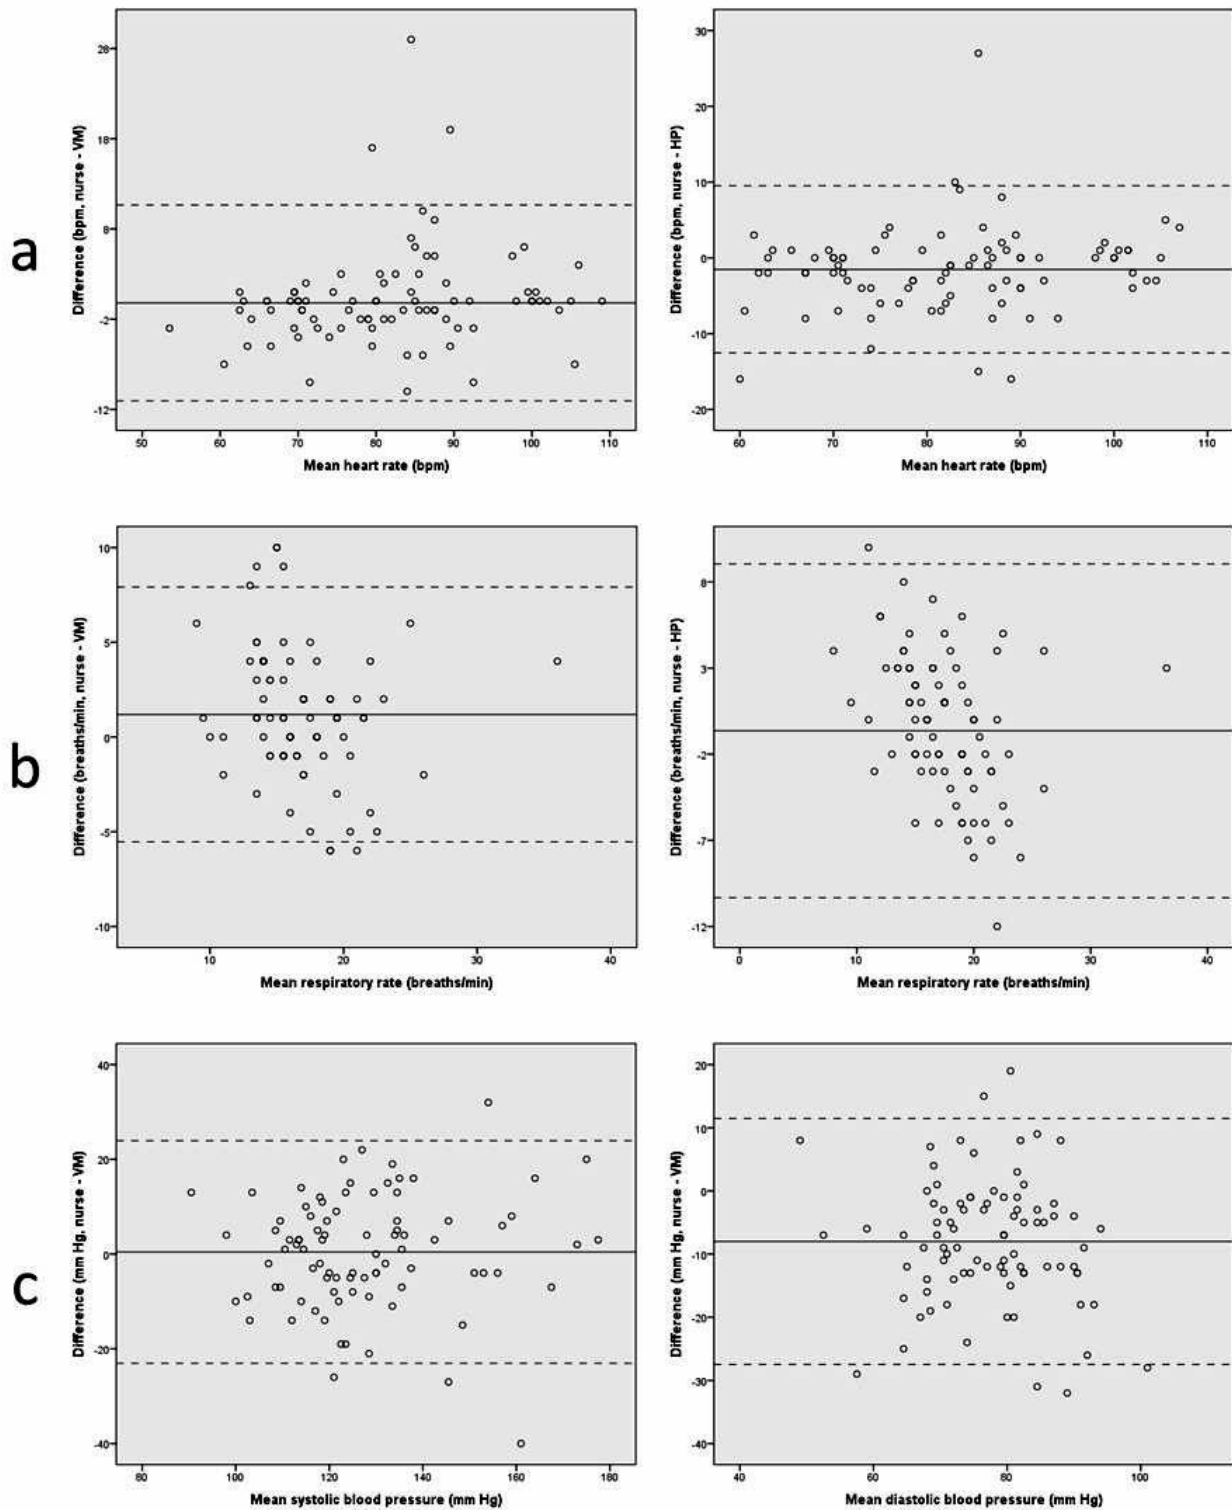 a
Difference (bpm, nurse - VM)
28
18
8
-2
-12
50 60 70 80 90 100 110
Mean heart rate (bpm)
Difference (bpm, nurse - HP)
30
20
10
0
-10
-20
60 70 80 90 100 110
Mean heart rate (bpm)
b
Difference (breaths/min, nurse - VM)
10
5
0
-5
-10
10 20 30 40
Mean respiratory rate (breaths/min)
Difference (breaths/min, nurse - HP)
8
3
-2
-7
-12
0 10 20 30 40
Mean respiratory rate (breaths/min)
c
Difference (mm Hg, nurse - VM)
40
20
0
-20
-40
80 100 120 140 160 180
Mean systolic blood pressure (mm Hg)
Difference (mm Hg, nurse - VM)
20
10
0
-10
-20
-30
-40
40 60 80 100
Mean diastolic blood pressure (mm Hg)